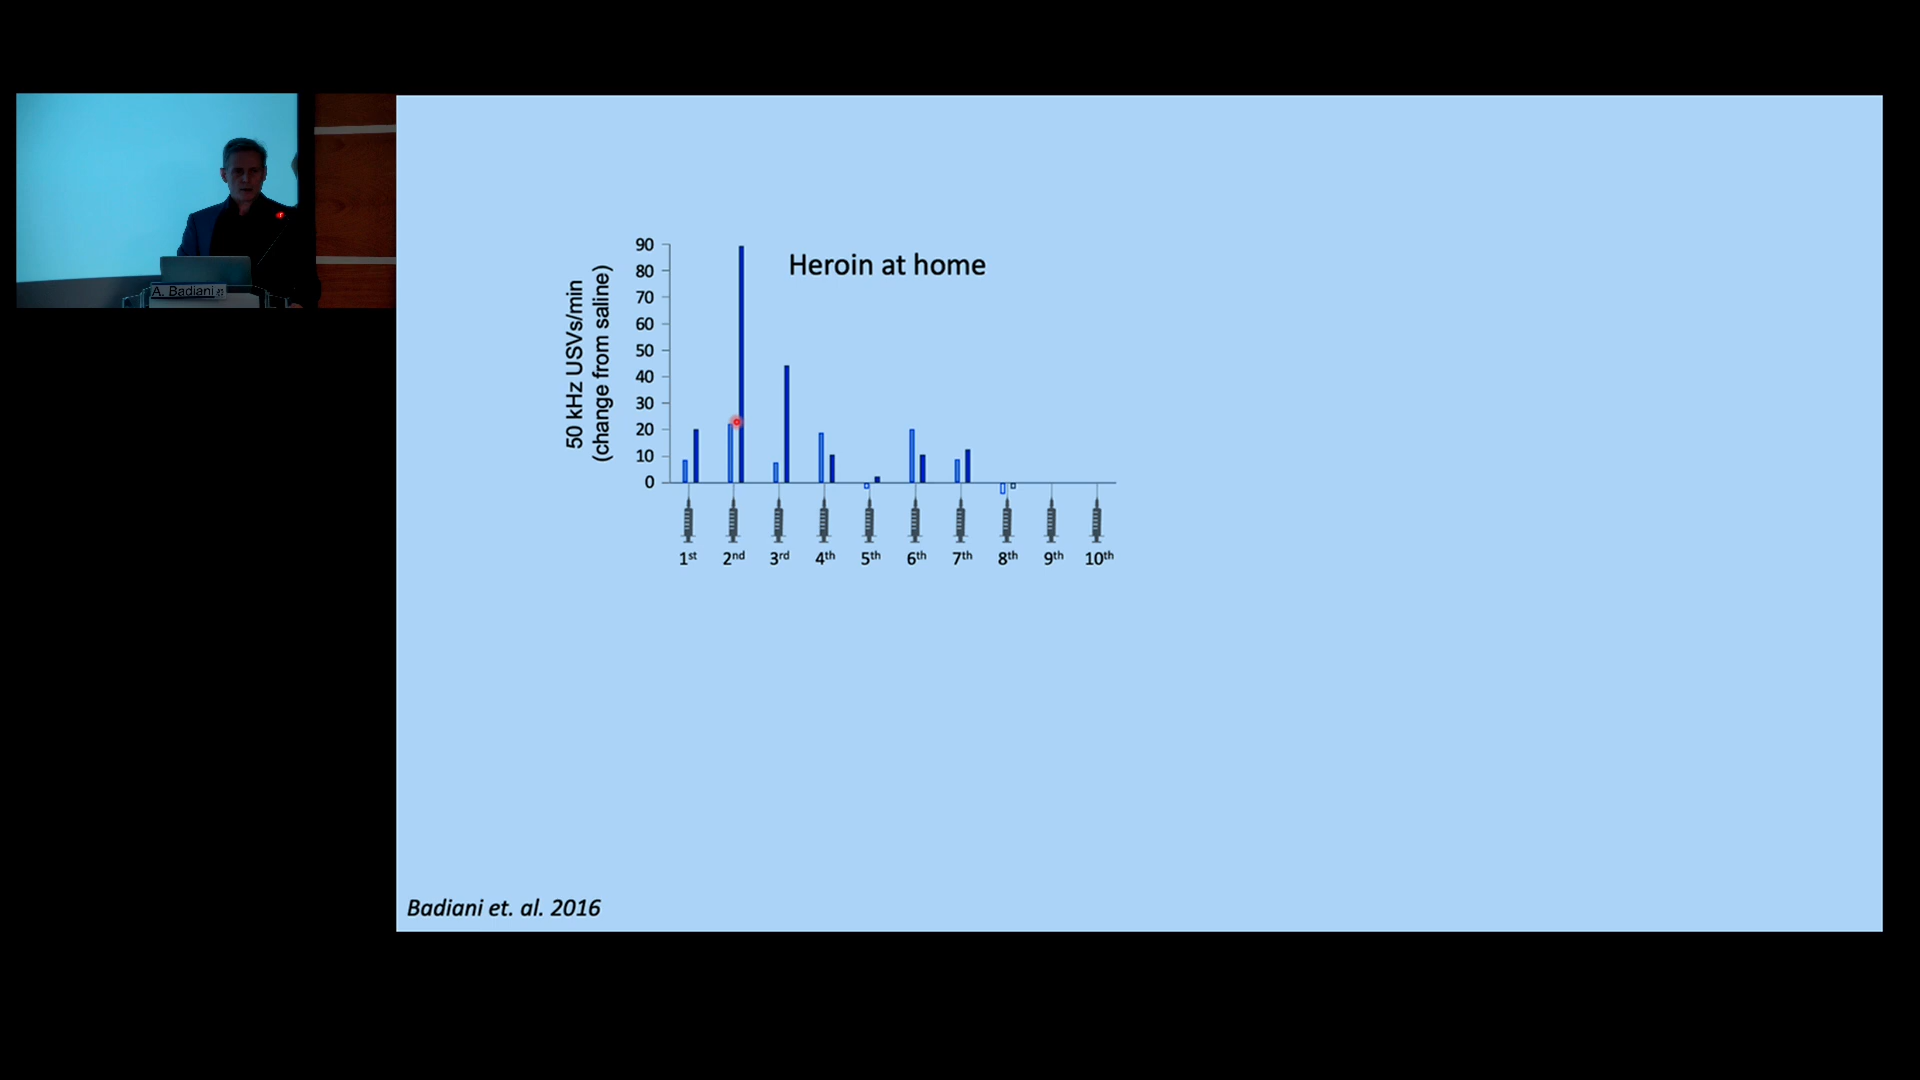 A. Badiani
Heroin at home
50 kHz USVs/min
(change from saline)
90
80
70
60
50
40
30
20
10
0
1st 2nd 3rd 4th 5th 6th 7th 8th 9th 10th
Badiani et. al. 2016